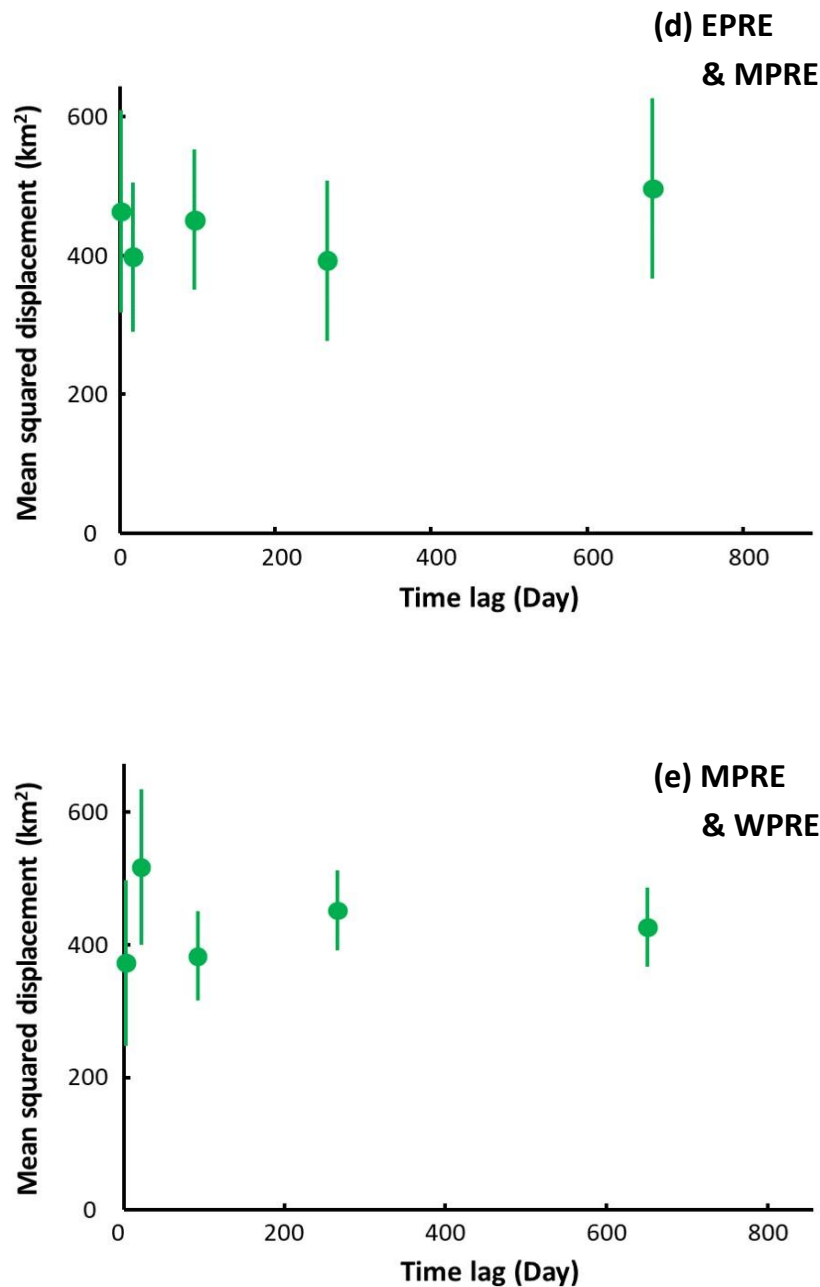 (d) EPRE
& MPRE
Mean squared displacement (km²)
600
400
200
0
0 200 400 600 800
Time lag (Day)
(e) MPRE
& WPRE
Mean squared displacement (km²)
600
400
200
0
0 200 400 600 800
Time lag (Day)